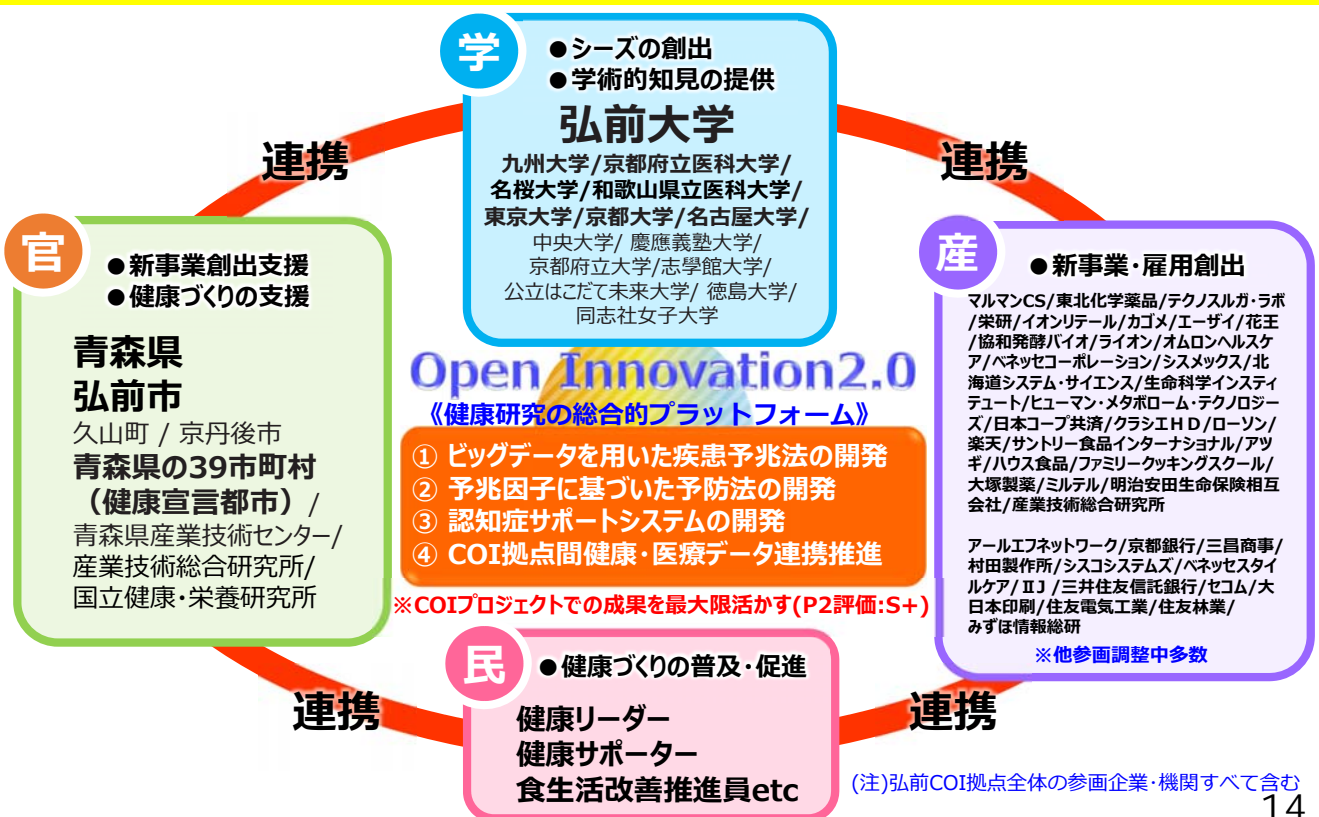 学
●シーズの創出
●学術的知見の提供
弘前大学
九州大学/京都府立医科大学/
名桜大学/和歌山県立医科大学/
東京大学/京都大学/名古屋大学/
中央大学/ 慶應義塾大学/
京都府立大学/志學館大学/
公立はこだて未来大学/ 徳島大学/
同志社女子大学
連携
連携
官
●新事業創出支援
●健康づくりの支援
青森県
弘前市
久山町 / 京丹後市
青森県の39市町村
（健康宣言都市）/
青森県産業技術センター/
産業技術総合研究所/
国立健康・栄養研究所
Open Innovation2.0
《健康研究の総合的プラットフォーム》
① ビッグデータを用いた疾患予兆法の開発
② 予兆因子に基づいた予防法の開発
③ 認知症サポートシステムの開発
④ COI拠点間健康・医療データ連携推進
※COIプロジェクトでの成果を最大限活かす(P2評価:S+)
産
●新事業・雇用創出
マルマンCS/東北化学薬品/テクノスルガ・ラボ
/栄研/イオンリテール/カゴメ/エーザイ/花王
/協和発酵バイオ/ライオン/オムロンヘルスケ
ア/ベネッセコーポレーション/シスメックス/北
海道システム・サイエンス/生命科学インスティ
テュート/ヒューマン・メタボローム・テクノロジー
ズ/日本コープ共済/クラシエＨＤ/ローソン/
楽天/サントリー食品インターナショナル/アツ
ギ/ハウス食品/ファミリークッキングスクール/
大塚製薬/ミルテル/明治安田生命保険相互
会社/産業技術総合研究所
アールエフネットワーク/京都銀行/三昌商事/
村田製作所/シスコシステムズ/ベネッセスタイ
ルケア/ⅡJ /三井住友信託銀行/セコム/大
日本印刷/住友電気工業/住友林業/
みずほ情報総研
※他参画調整中多数
連携
連携
民
●健康づくりの普及・促進
健康リーダー
健康サポーター
食生活改善推進員etc
(注)弘前COI拠点全体の参画企業・機関すべて含む
14